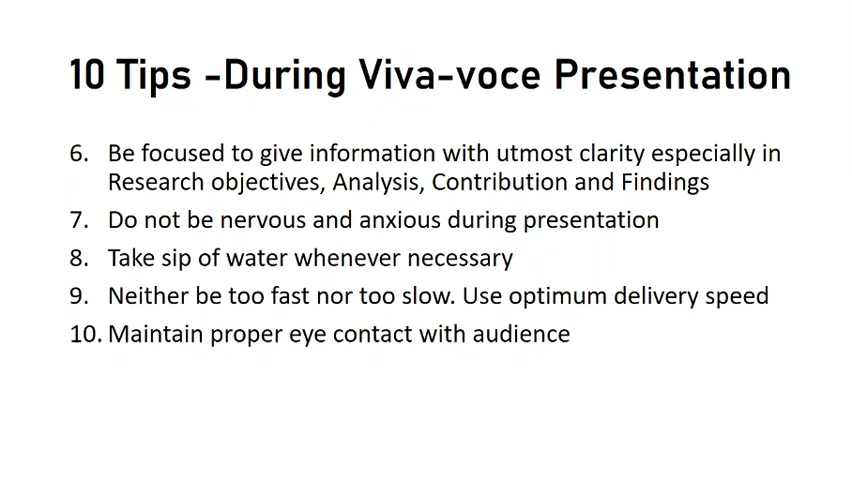 10 Tips -During Viva-voce Presentation
6. Be focused to give information with utmost clarity especially in
Research objectives, Analysis, Contribution and Findings
7. Do not be nervous and anxious during presentation
8. Take sip of water whenever necessary
9. Neither be too fast nor too slow. Use optimum delivery speed
10. Maintain proper eye contact with audience